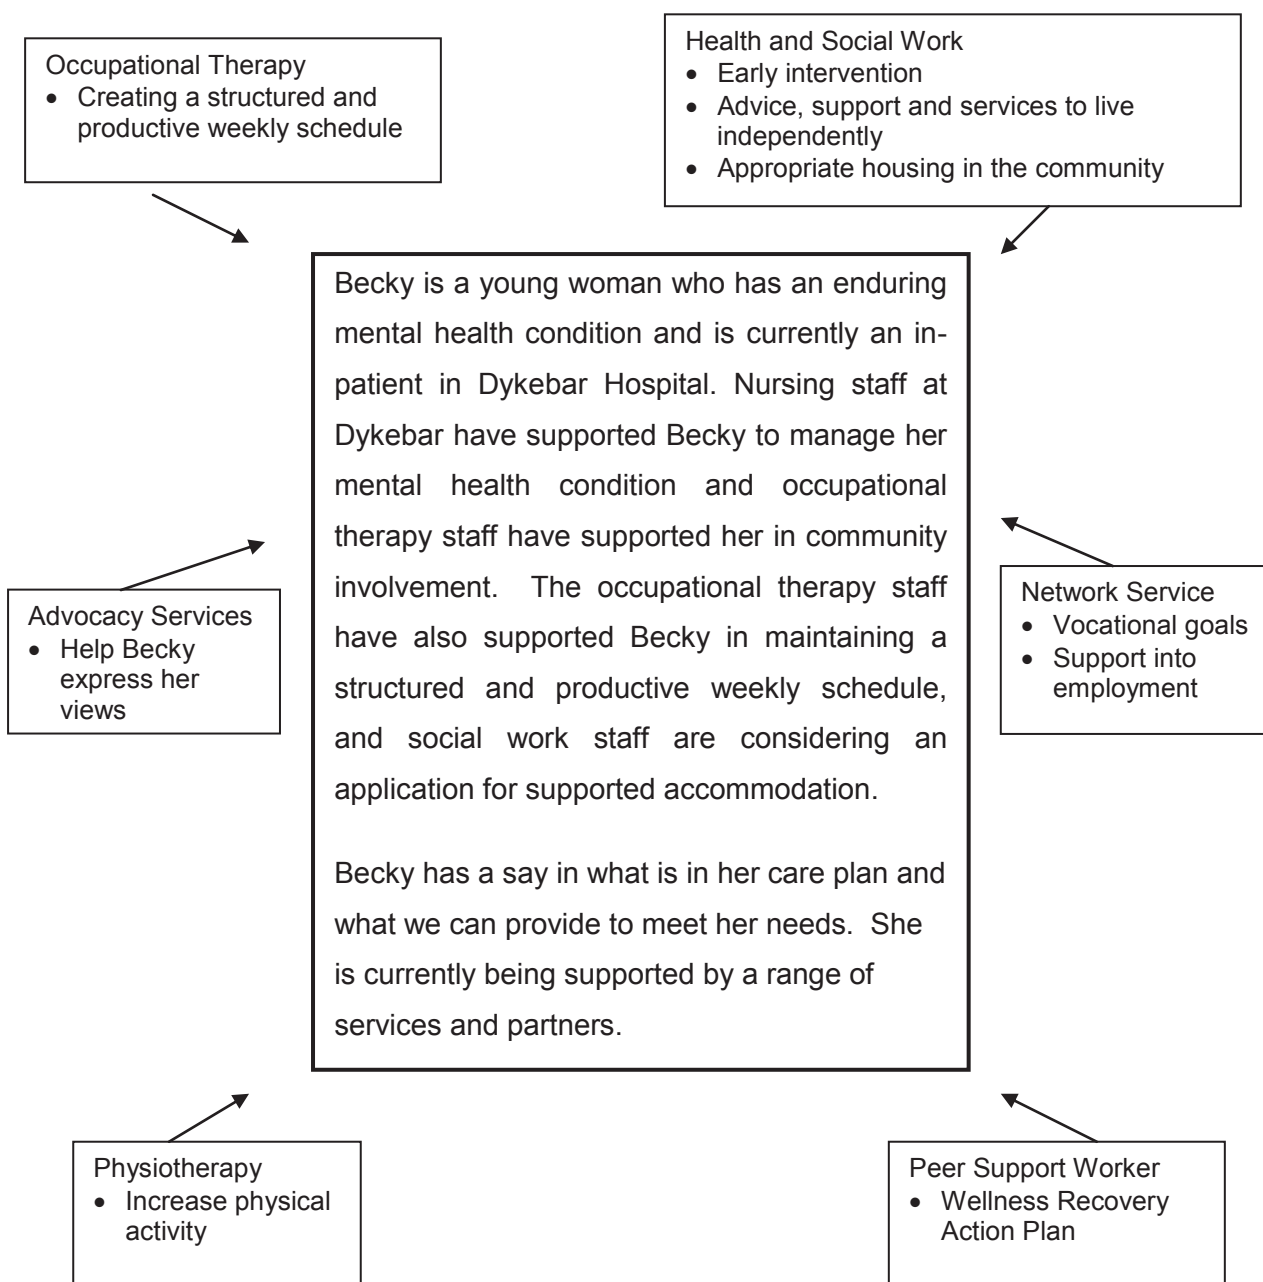 Occupational Therapy
• Creating a structured and
productive weekly schedule
Health and Social Work
• Early intervention
• Advice, support and services to live
independently
• Appropriate housing in the community
Becky is a young woman who has an enduring
mental health condition and is currently an in-
patient in Dykebar Hospital. Nursing staff at
Dykebar have supported Becky to manage her
mental health condition and occupational
therapy staff have supported her in community
involvement. The occupational therapy staff
have also supported Becky in maintaining a
structured and productive weekly schedule,
and social work staff are considering an
application for supported accommodation.
Becky has a say in what is in her care plan and
what we can provide to meet her needs. She
is currently being supported by a range of
services and partners.
Advocacy Services
• Help Becky
express her
views
Network Service
• Vocational goals
• Support into
employment
Physiotherapy
• Increase physical
activity
Peer Support Worker
• Wellness Recovery
Action Plan